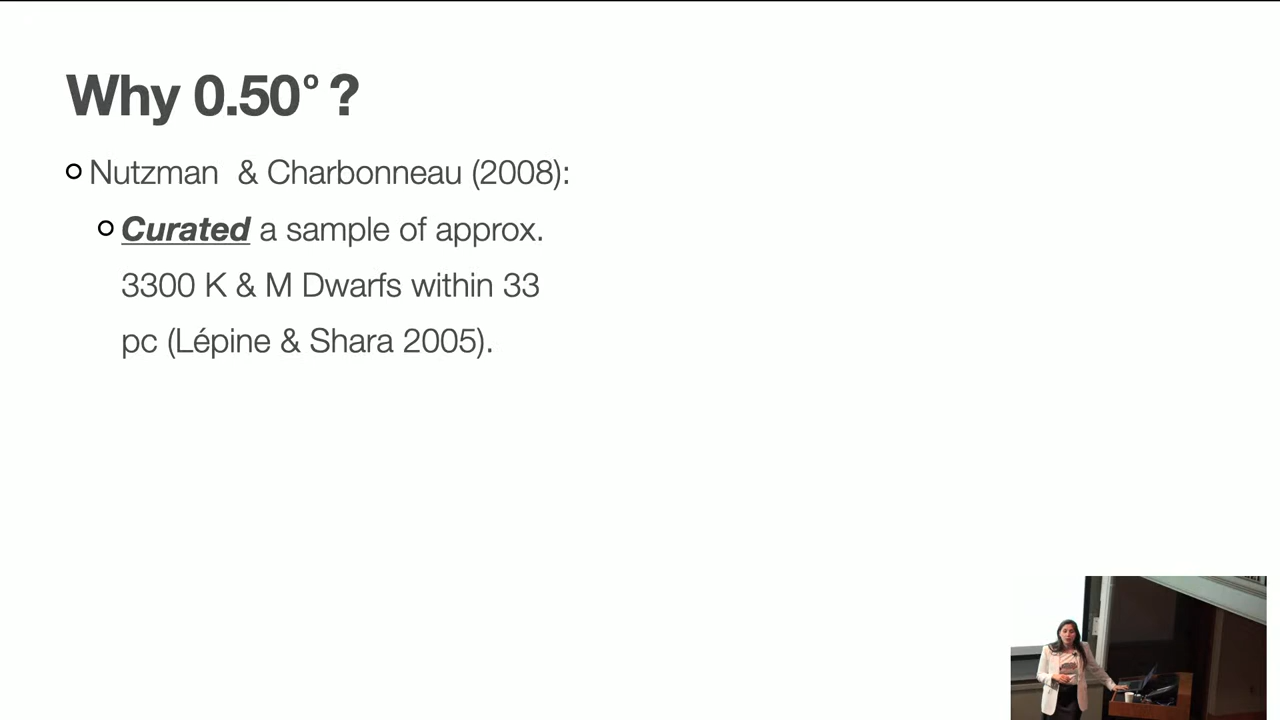 Why 0.50° ?
Nutzman & Charbonneau (2008):
Curated a sample of approx.
3300 K & M Dwarfs within 33
pc (Lépine & Shara 2005).